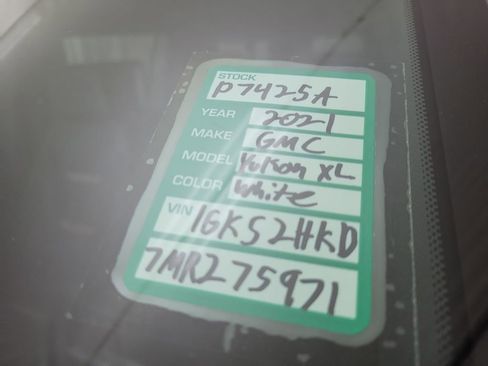 STOCK
P7425A
YEAR 2021
MAKE GMC
MODEL Yukon XL
COLOR White
VIN 1GKS2HKD
7MR275971